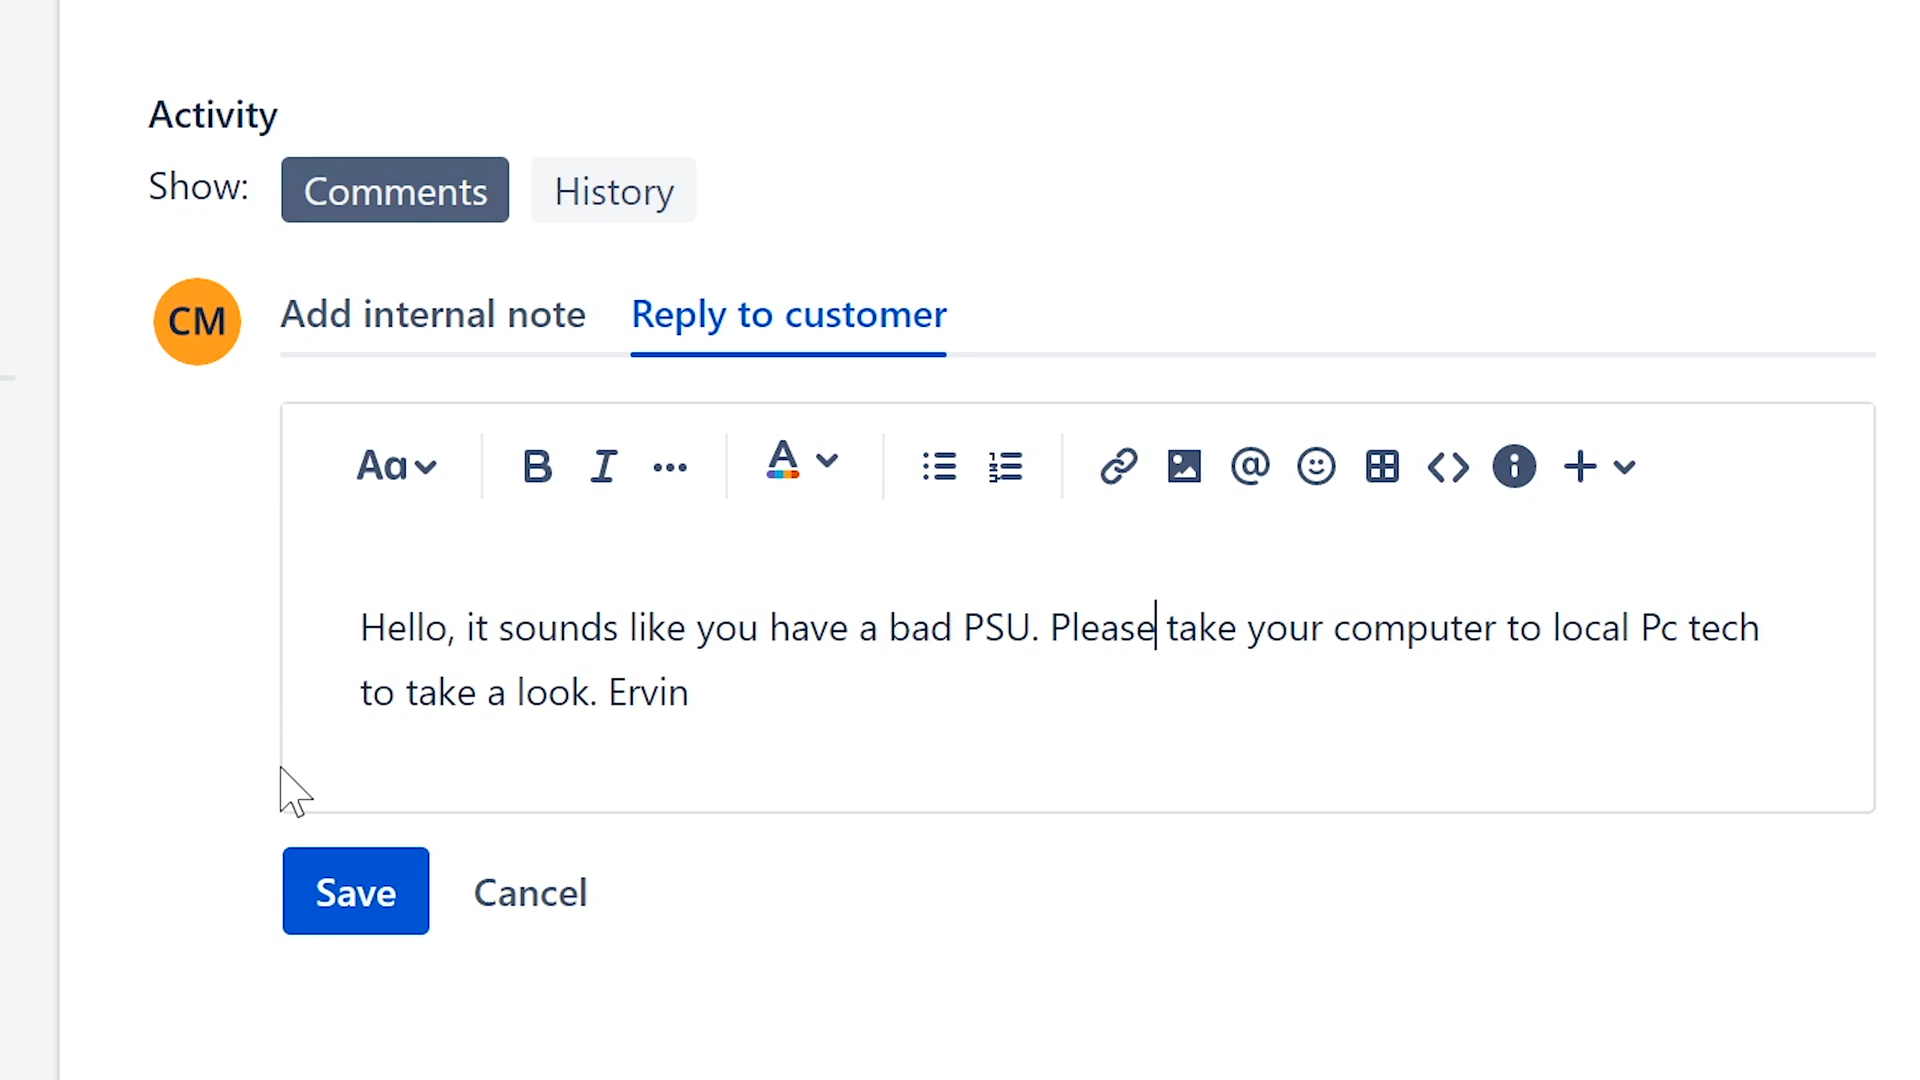 Activity
Show: Comments History
CM Add internal note Reply to customer
Aa B I ... A @ <> i +
Hello, it sounds like you have a bad PSU. Please take your computer to local Pc tech
to take a look. Ervin
Save Cancel